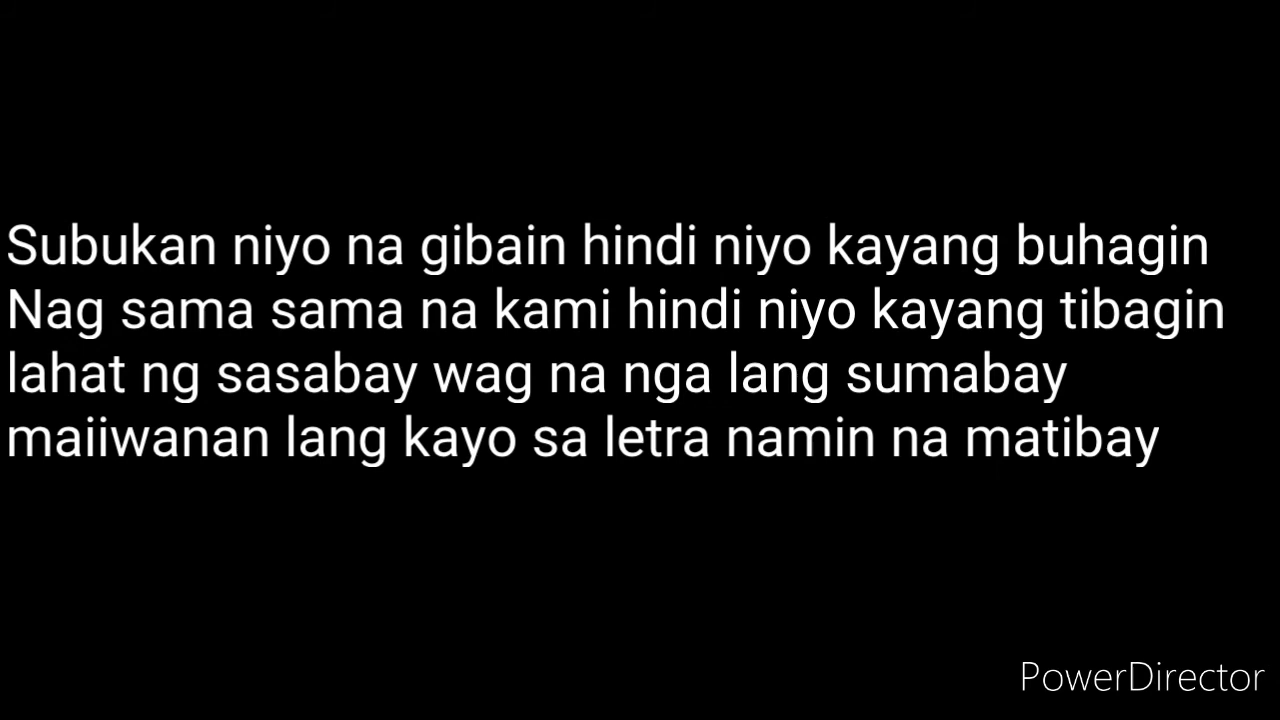 Subukan niyo na gibain hindi niyo kayang buhagin
Nag sama sama na kami hindi niyo kayang tibagin
lahat ng sasabay wag na nga lang sumabay
maiiwanan lang kayo sa letra namin na matibay
PowerDirector